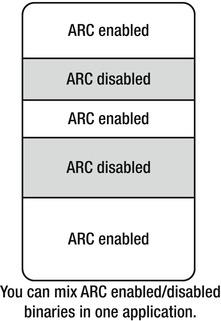 ARC enabled
ARC disabled
ARC enabled
ARC disabled
ARC enabled
You can mix ARC enabled/disabled
binaries in one application.